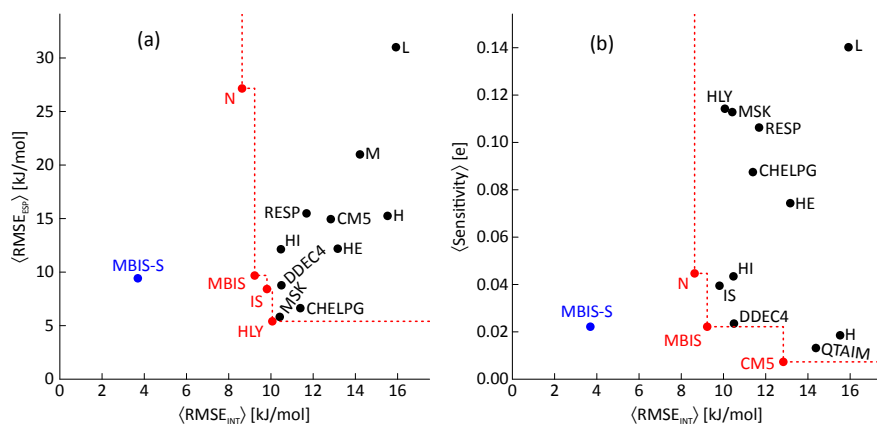 (a)
⟨RMSE_ESP⟩ [kJ/mol]
30
25
20
15
10
5
0
0
2
4
6
8
10
12
14
16
⟨RMSE_INT⟩ [kJ/mol]
L
N
M
RESP
CM5
H
HI
HE
DDEC4
MBIS-S
MBIS
IS
MSK
CHELPG
HLY
(b)
⟨Sensitivity⟩ [e]
0.14
0.12
0.10
0.08
0.06
0.04
0.02
0.00
0
2
4
6
8
10
12
14
16
⟨RMSE_INT⟩ [kJ/mol]
L
HLY
MSK
RESP
CHELPG
HE
N
HI
IS
MBIS-S
MBIS
DDEC4
H
QTAIM
CM5